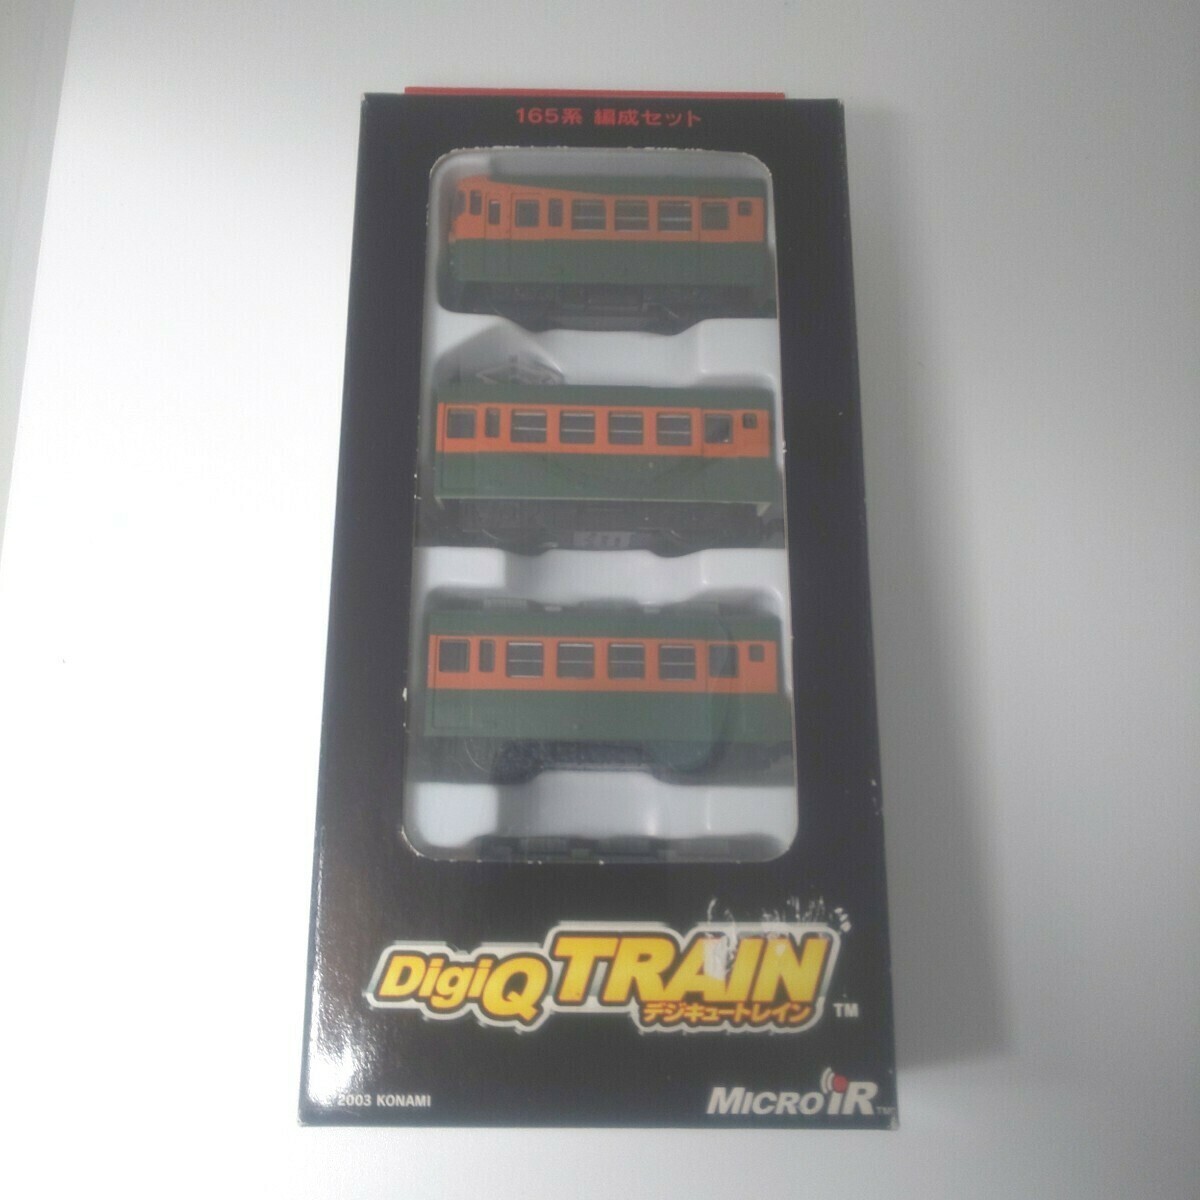 165系 編成セット
DigiQ TRAIN
デジキュートレイン TM
2003 KONAMI
MICRO iR TM